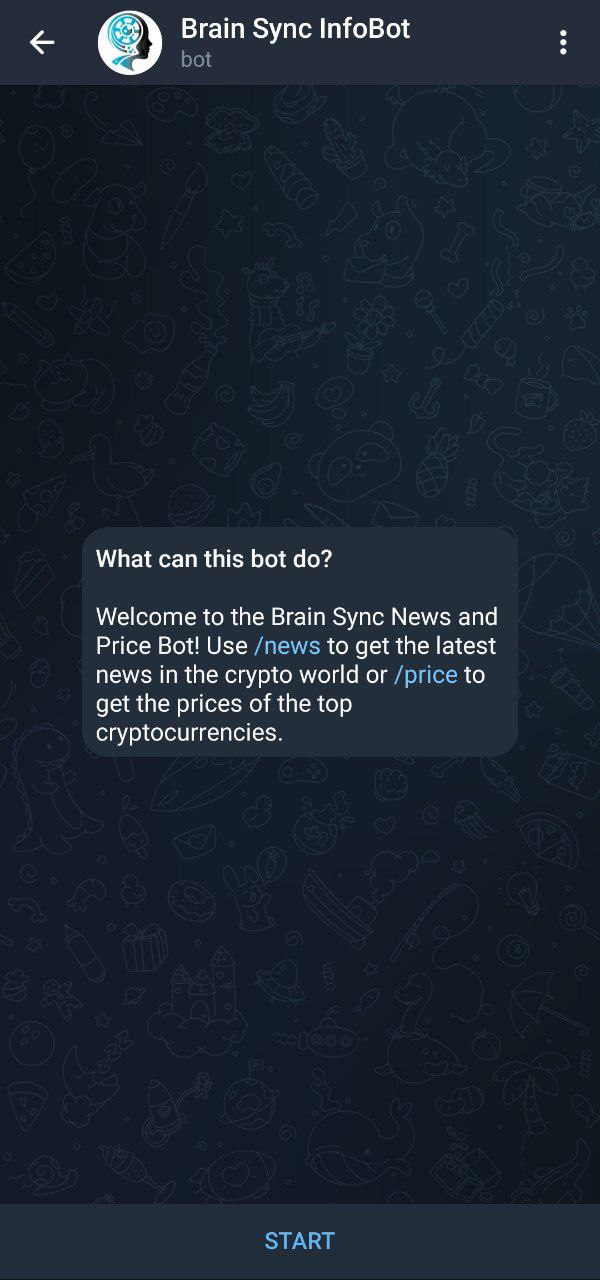 Brain Sync InfoBot
bot
What can this bot do?
Welcome to the Brain Sync News and
Price Bot! Use /news to get the latest
news in the crypto world or /price to
get the prices of the top
cryptocurrencies.
START